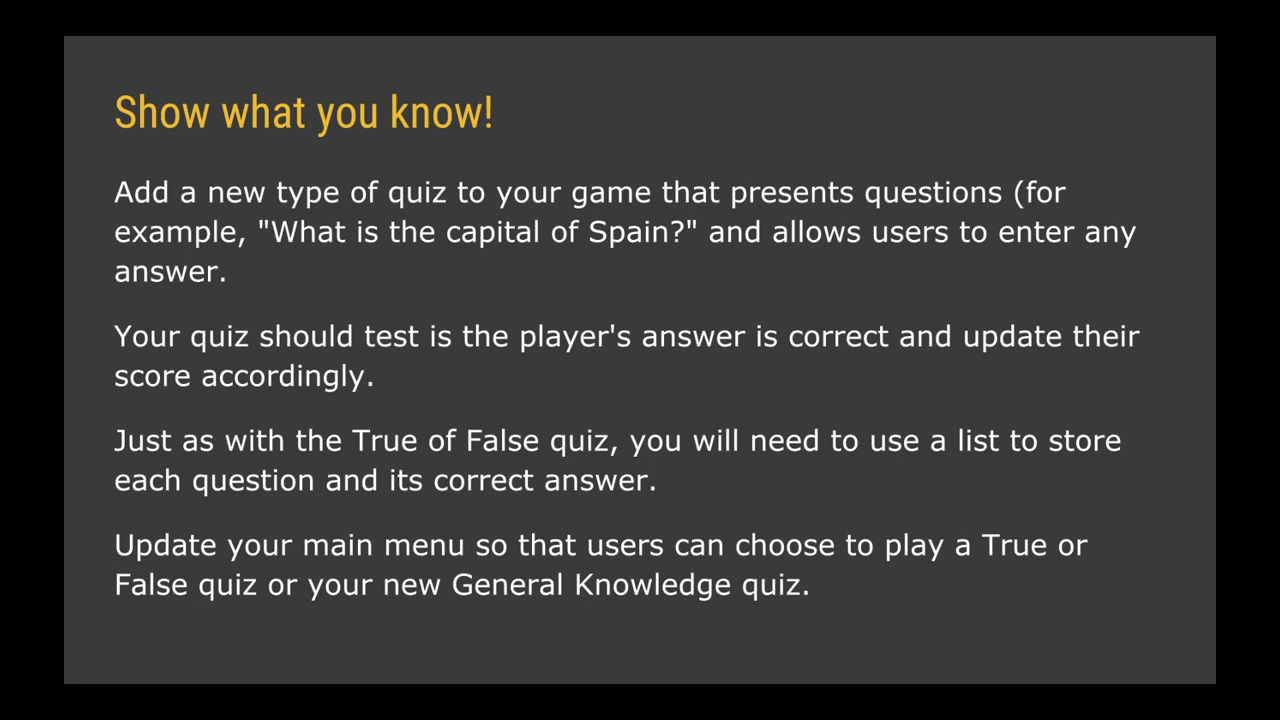 Show what you know!
Add a new type of quiz to your game that presents questions (for
example, "What is the capital of Spain?" and allows users to enter any
answer.
Your quiz should test is the player's answer is correct and update their
score accordingly.
Just as with the True of False quiz, you will need to use a list to store
each question and its correct answer.
Update your main menu so that users can choose to play a True or
False quiz or your new General Knowledge quiz.